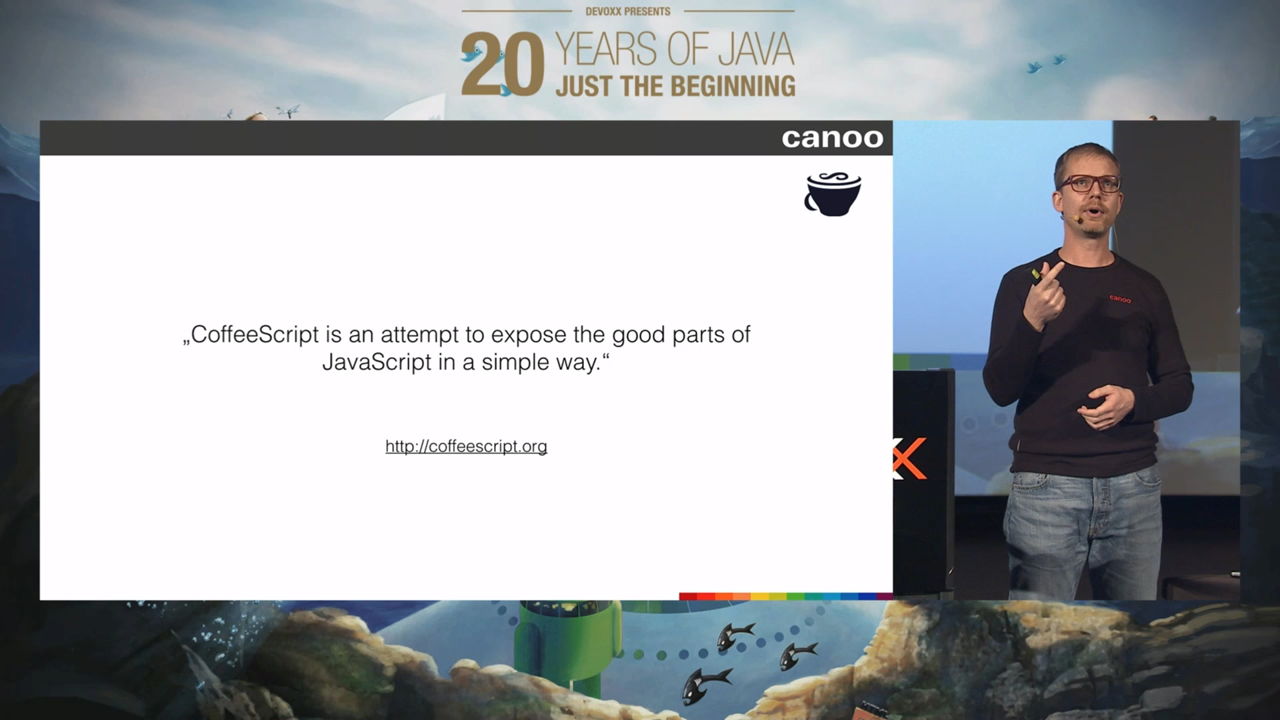 DEVOXX PRESENTS
20 YEARS OF JAVA
JUST THE BEGINNING
canoo
„CoffeeScript is an attempt to expose the good parts of
JavaScript in a simple way.“
http://coffeescript.org
canoo
X